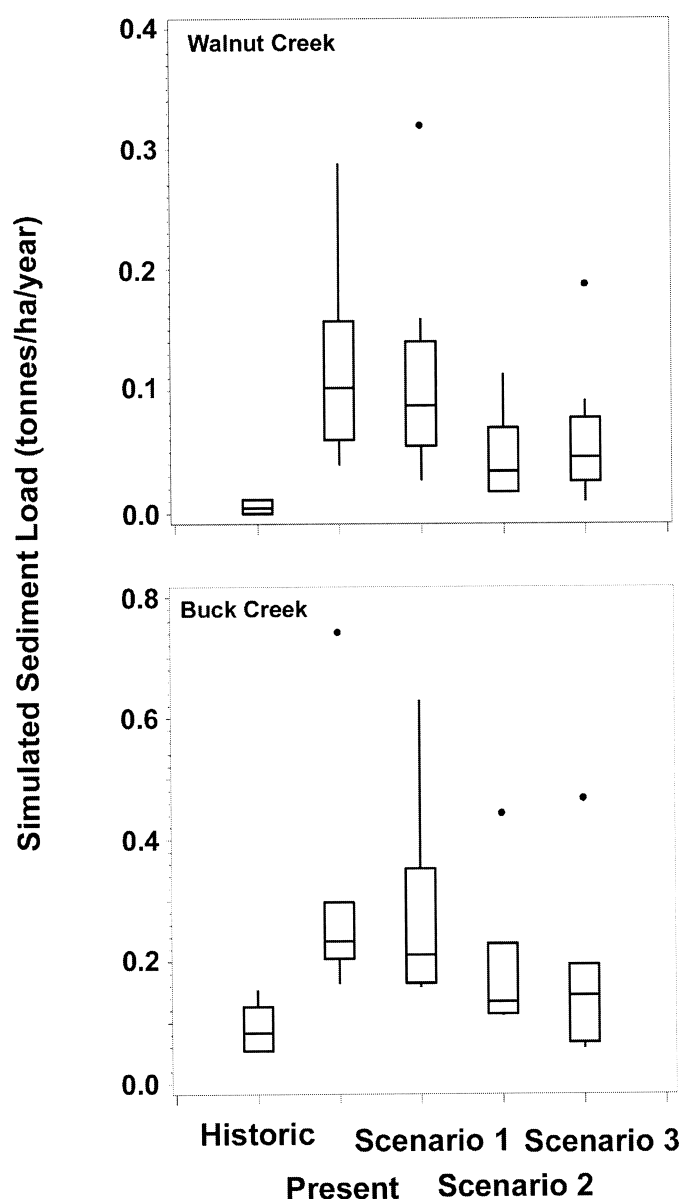 Simulated Sediment Load (tonnes/ha/year)
Walnut Creek
0.4
0.3
0.2
0.1
0.0
Buck Creek
0.8
0.6
0.4
0.2
0.0
Historic
Present
Scenario 1
Scenario 2
Scenario 3